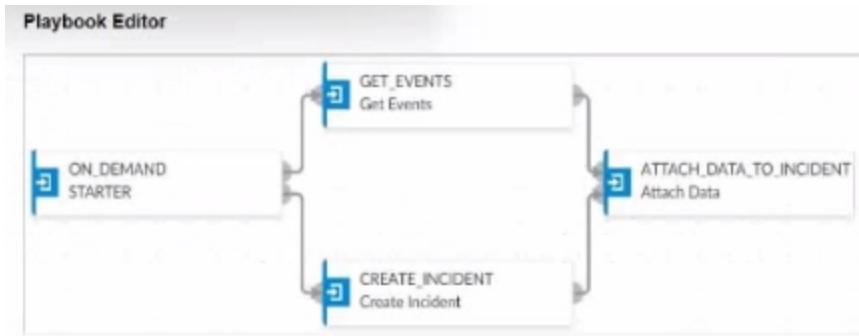 Playbook Editor
GET_EVENTS
Get Events
ON_DEMAND
STARTER
ATTACH_DATA_TO_INCIDENT
Attach Data
CREATE_INCIDENT
Create Incident